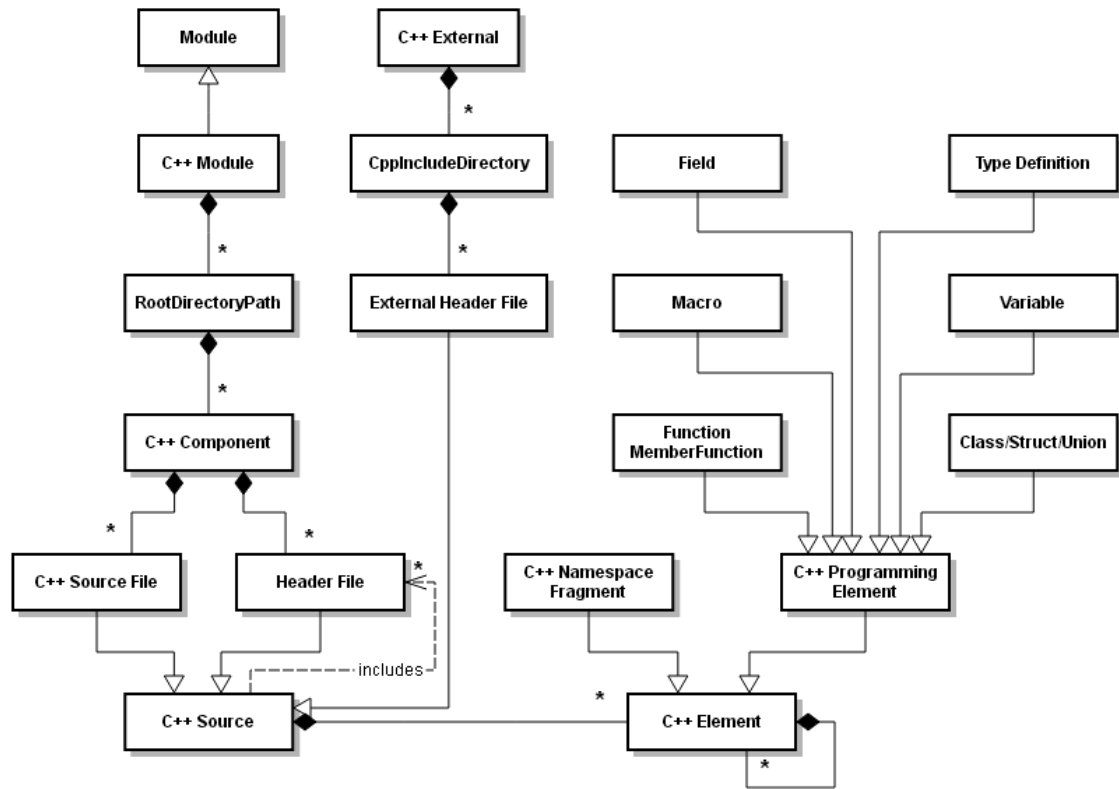 Module
C++ External
*
C++ Module
CppIncludeDirectory
Field
Type Definition
*
*
RootDirectoryPath
External Header File
Macro
Variable
*
C++ Component
Function
MemberFunction
Class/Struct/Union
*
*
C++ Source File
Header File
*
C++ Namespace
Fragment
C++ Programming
Element
includes
C++ Source
*
C++ Element
*